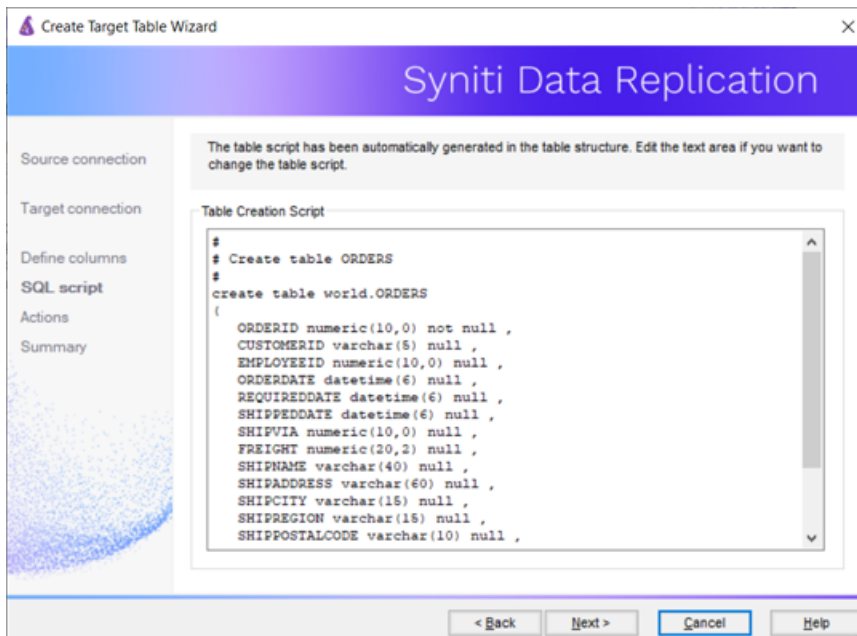 Create Target Table Wizard
Syniti Data Replication
Source connection
Target connection
Define columns
SQL script
Actions
Summary
The table script has been automatically generated in the table structure. Edit the text area if you want to
change the table script.
Table Creation Script
#
# Create table ORDERS
#
create table world.ORDERS
(
ORDERID numeric(10,0) not null ,
CUSTOMERID varchar(5) null ,
EMPLOYEEID numeric(10,0) null ,
ORDERDATE datetime(6) null ,
REQUIREDDATE datetime(6) null ,
SHIPPEDDATE datetime(6) null ,
SHIPVIA numeric(10,0) null ,
FREIGHT numeric(20,2) null ,
SHIPNAME varchar(40) null ,
SHIPADDRESS varchar(60) null ,
SHIPCITY varchar(15) null ,
SHIPREGION varchar(15) null ,
SHIPPOSTALCODE varchar(10) null ,
< Back
Next >
Cancel
Help